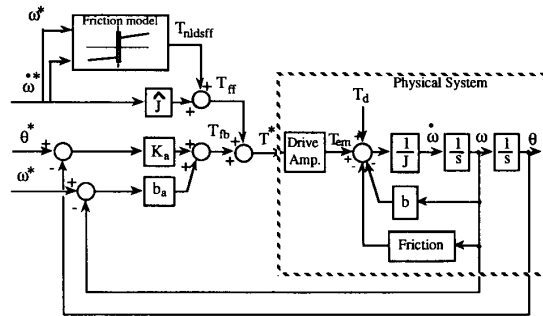 ω*
Friction model
T_nldsff
ω̇*
Ĵ
+
+
T_ff
Physical System
T_d
θ*
+
-
K_a
+
+
T_fb
+
+
T*
Drive
Amp.
T_em
+
+
-
-
1
J
ω̇
1
s
ω
1
s
θ
ω*
+
-
b_a
b
Friction